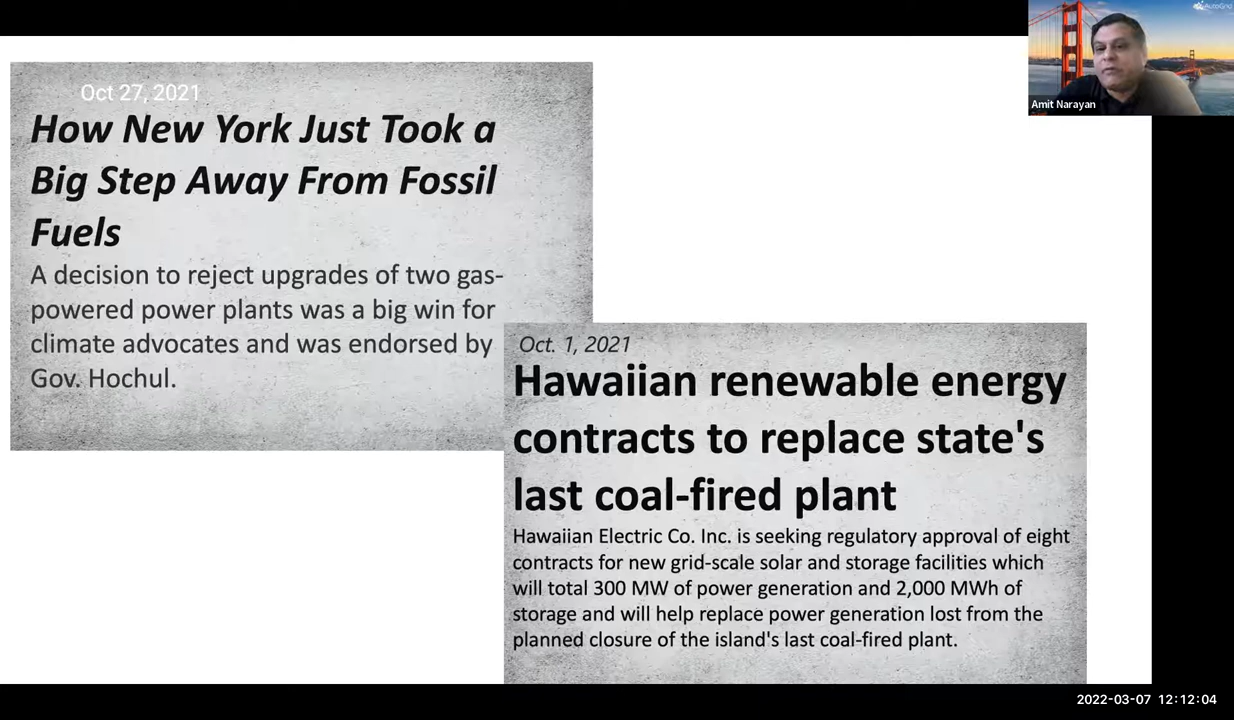 AutoGrid
Amit Narayan
Oct 27, 2021
How New York Just Took a
Big Step Away From Fossil
Fuels
A decision to reject upgrades of two gas-
powered power plants was a big win for
climate advocates and was endorsed by
Gov. Hochul.
Oct. 1, 2021
Hawaiian renewable energy
contracts to replace state's
last coal-fired plant
Hawaiian Electric Co. Inc. is seeking regulatory approval of eight
contracts for new grid-scale solar and storage facilities which
will total 300 MW of power generation and 2,000 MWh of
storage and will help replace power generation lost from the
planned closure of the island's last coal-fired plant.
2022-03-07 12:12:04